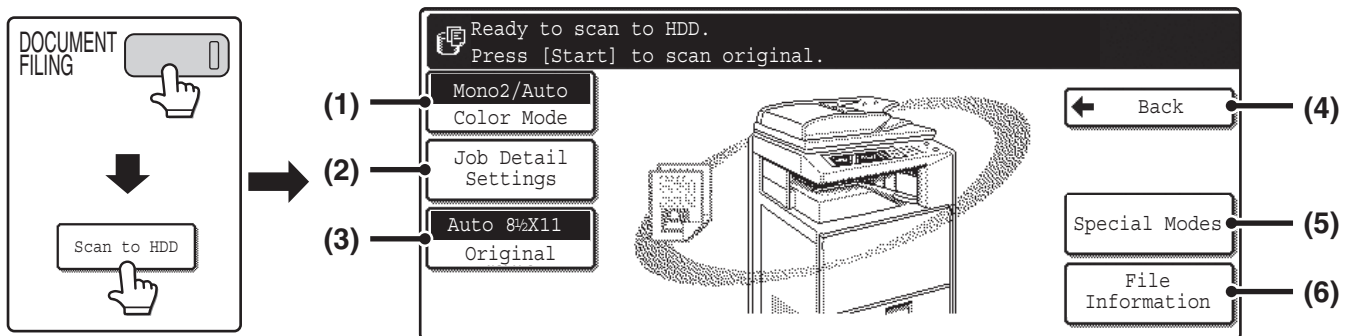 DOCUMENT
FILING
Scan to HDD
Ready to scan to HDD.
Press [Start] to scan original.
(1)
Mono2/Auto
Color Mode
(2)
Job Detail
Settings
(3)
Auto 8½X11
Original
Back
(4)
Special Modes
(5)
File
Information
(6)